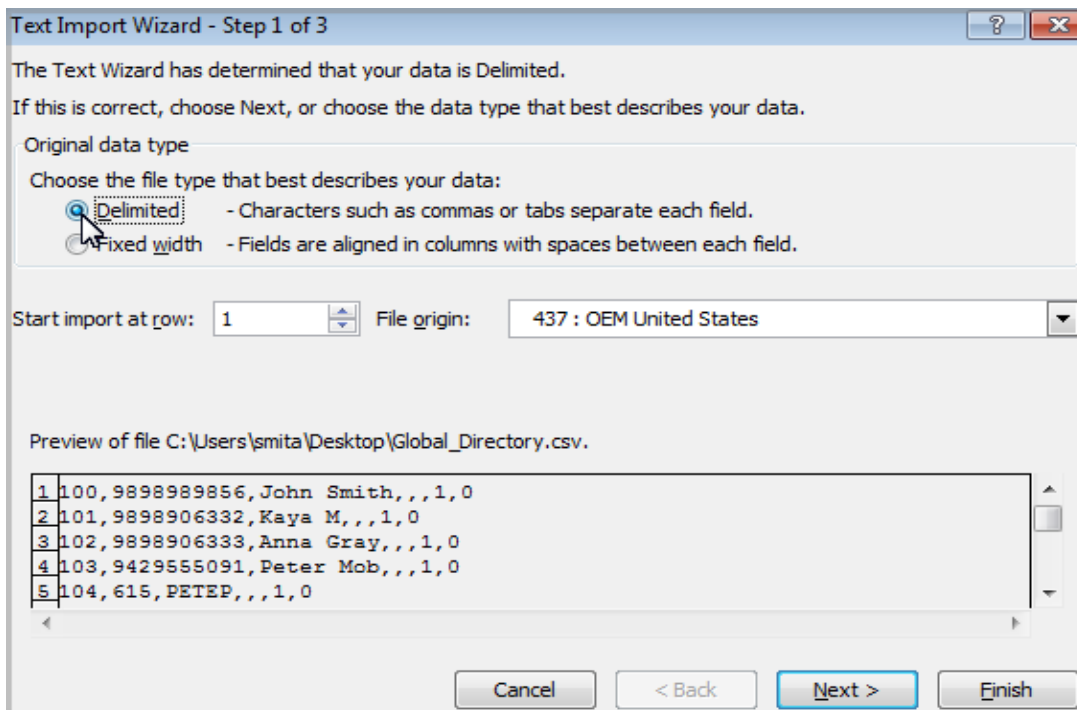 Text Import Wizard - Step 1 of 3
The Text Wizard has determined that your data is Delimited.
If this is correct, choose Next, or choose the data type that best describes your data.
Original data type
Choose the file type that best describes your data:
Delimited - Characters such as commas or tabs separate each field.
Fixed width - Fields are aligned in columns with spaces between each field.
Start import at row: 1 File origin: 437 : OEM United States
Preview of file C:\Users\smita\Desktop\Global_Directory.csv.
1 100,9898989856,John Smith,,,1,0
2 101,9898906332,Kaya M,,,1,0
3 102,9898906333,Anna Gray,,,1,0
4 103,9429555091,Peter Mob,,,1,0
5 104,615,PETEP,,,1,0
Cancel < Back Next > Finish